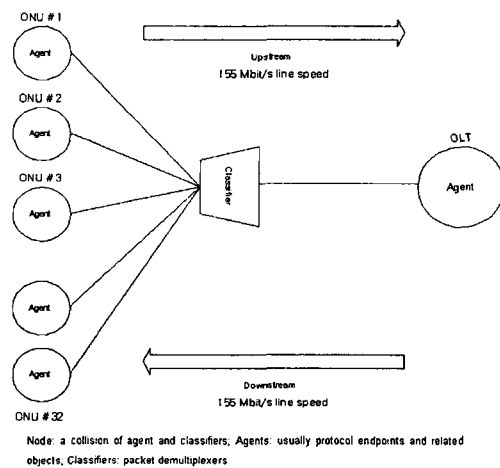 ONU # 1
Agent
Upstream
155 Mbit/s line speed
ONU # 2
Agent
OLT
Classifier
Agent
ONU # 3
Agent
Agent
Agent
Downstream
155 Mbit/s line speed
ONU # 32
Node: a collision of agent and classifiers; Agents: usually protocol endpoints and related
objects; Classifiers: packet demultiplexers